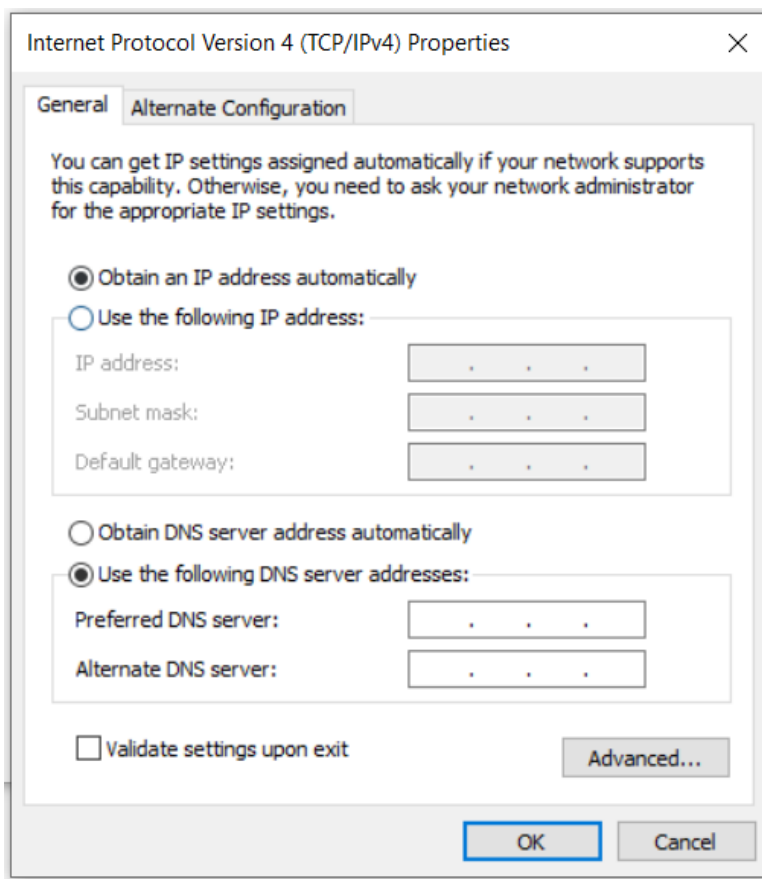 Internet Protocol Version 4 (TCP/IPv4) Properties
General
Alternate Configuration
You can get IP settings assigned automatically if your network supports
this capability. Otherwise, you need to ask your network administrator
for the appropriate IP settings.
Obtain an IP address automatically
Use the following IP address:
IP address:
Subnet mask:
Default gateway:
Obtain DNS server address automatically
Use the following DNS server addresses:
Preferred DNS server:
Alternate DNS server:
Validate settings upon exit
Advanced...
OK
Cancel